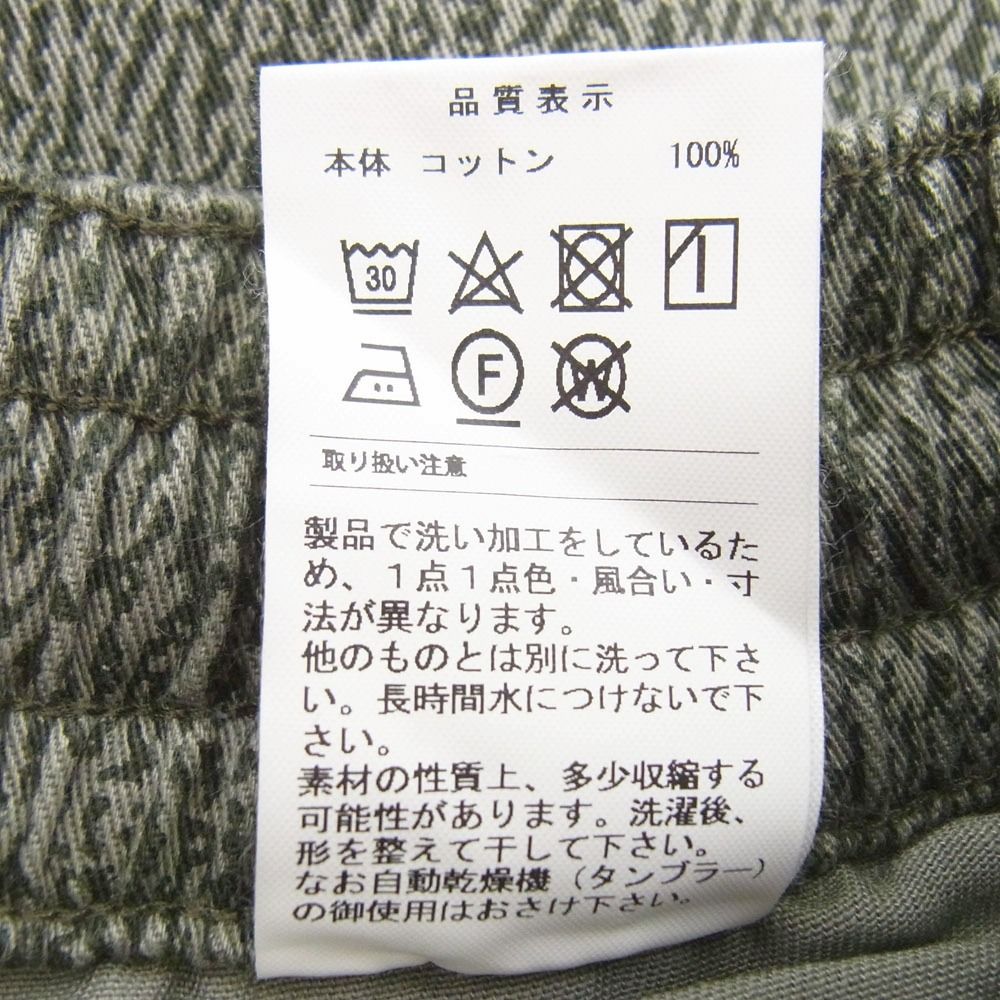 品質表示
本体 コットン 100%
30
F
W
取り扱い注意
製品で洗い加工をしているた
め、1点1点色・風合い・寸
法が異なります。
他のものとは別に洗って下さ
い。長時間水につけないで下
さい。
素材の性質上、多少収縮する
可能性があります。洗濯後、
形を整えて干して下さい。
なお自動乾燥機（タンブラー）
の御使用はおさけ下さい。